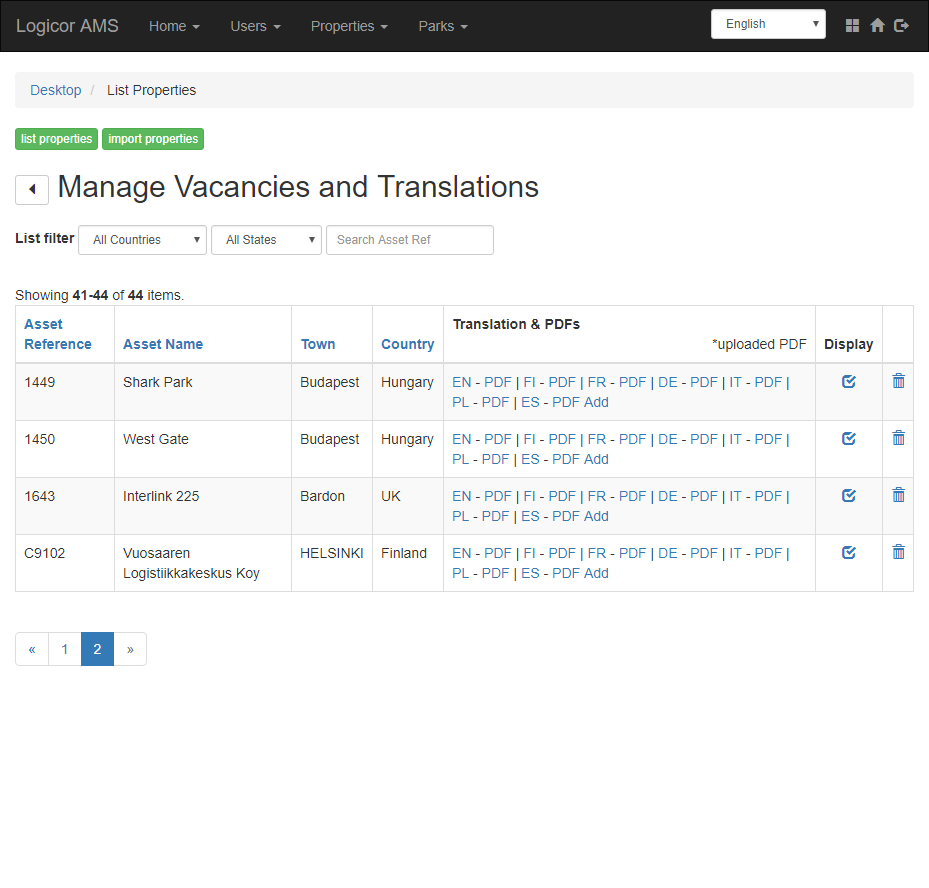 Logicor AMS Home Users Properties Parks English
Desktop / List Properties
list properties import properties
Manage Vacancies and Translations
List filter All Countries All States Search Asset Ref
Showing 41-44 of 44 items.
Asset Reference Asset Name Town Country Translation & PDFs *uploaded PDF Display
1449 Shark Park Budapest Hungary EN - PDF | FI - PDF | FR - PDF | DE - PDF | IT - PDF |
PL - PDF | ES - PDF Add
1450 West Gate Budapest Hungary EN - PDF | FI - PDF | FR - PDF | DE - PDF | IT - PDF |
PL - PDF | ES - PDF Add
1643 Interlink 225 Bardon UK EN - PDF | FI - PDF | FR - PDF | DE - PDF | IT - PDF |
PL - PDF | ES - PDF Add
C9102 Vuosaaren HELSINKI Finland EN - PDF | FI - PDF | FR - PDF | DE - PDF | IT - PDF |
Logistiikkakeskus Koy PL - PDF | ES - PDF Add
« 1 2 »